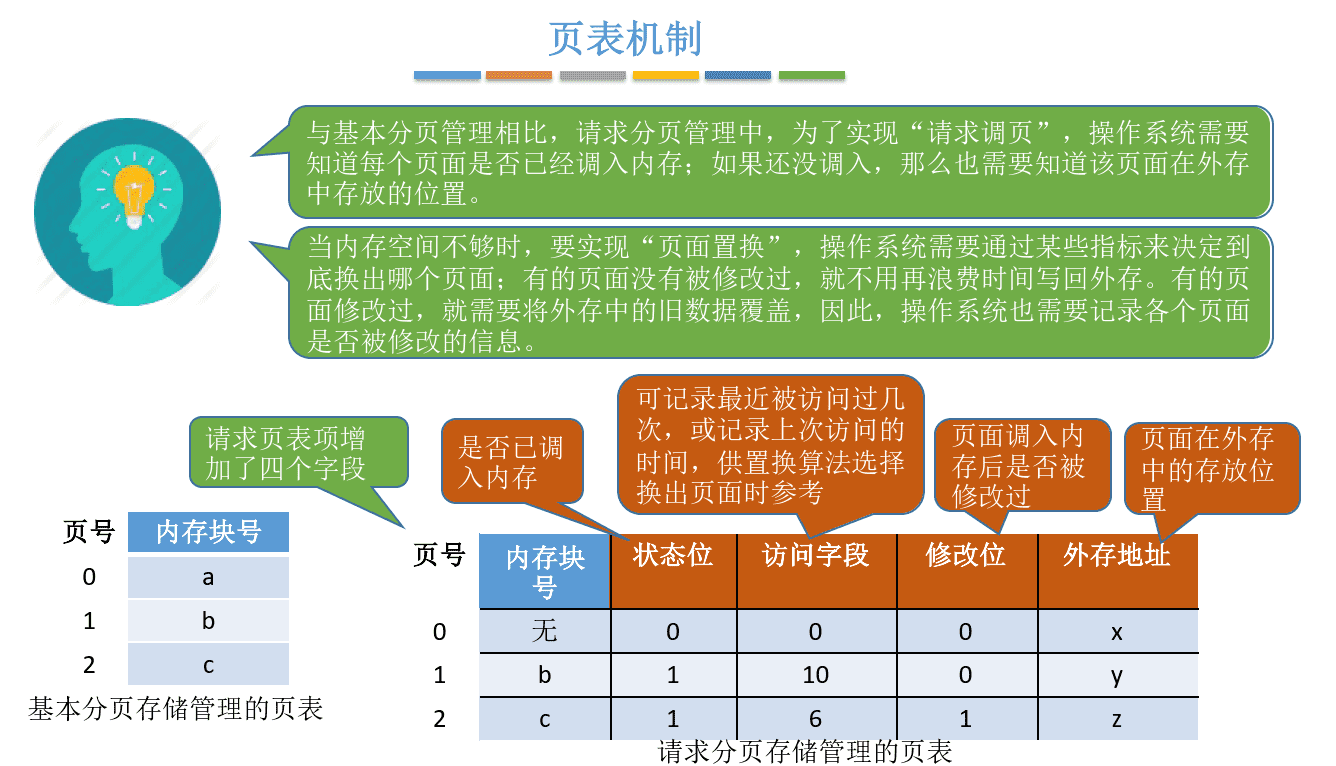 页表机制
与基本分页管理相比，请求分页管理中，为了实现“请求调页”，操作系统需要
知道每个页面是否已经调入内存；如果还没调入，那么也需要知道该页面在外存
中存放的位置。
当内存空间不够时，要实现“页面置换”，操作系统需要通过某些指标来决定到
底换出哪个页面；有的页面没有被修改过，就不用再浪费时间写回外存。有的页
面修改过，就需要将外存中的旧数据覆盖，因此，操作系统也需要记录各个页面
是否被修改的信息。
请求页表项增
加了四个字段
是否已调
入内存
可记录最近被访问过几
次，或记录上次访问的
时间，供置换算法选择
换出页面时参考
页面调入内
存后是否被
修改过
页面在外存
中的存放位
置
页号 内存块号
0 a
1 b
2 c
基本分页存储管理的页表
页号 内存块 状态位 访问字段 修改位 外存地址
号
0 无 0 0 0 x
1 b 1 10 0 y
2 c 1 6 1 z
请求分页存储管理的页表